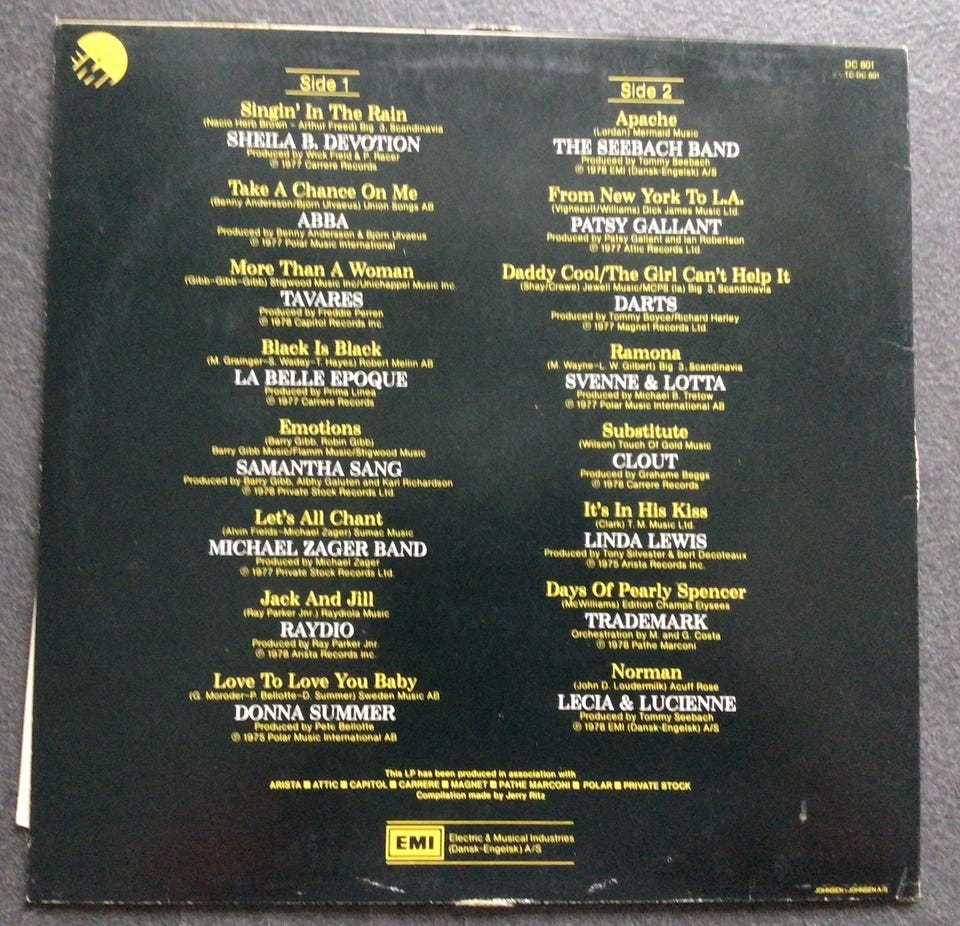 EMI
DC 601
TC-DC 601
Side 1
Singin' In The Rain
(Nacio Herb Brown - Arthur Freed) Big 3, Scandinavia
SHEILA B. DEVOTION
Produced by Wick Field & P. Racer
℗ 1977 Carrere Records
Take A Chance On Me
(Benny Andersson/Björn Ulvaeus) Union Songs AB
ABBA
Produced by Benny Andersson & Björn Ulvaeus
℗ 1977 Polar Music International
More Than A Woman
(Gibb-Gibb-Gibb) Stigwood Music Inc/Unichappel Music Inc.
TAVARES
Produced by Freddie Perren
℗ 1978 Capitol Records Inc.
Black Is Black
(M. Grainger-S. Waday-T. Hayes) Robert Mellin AB
LA BELLE EPOQUE
Produced by Prima Linea
℗ 1977 Carrere Records
Emotions
(Barry Gibb, Robin Gibb)
Barry Gibb Music/Flamm Music/Stigwood Music
SAMANTHA SANG
Produced by Barry Gibb, Albhy Galuten and Karl Richardson
℗ 1978 Private Stock Records Ltd.
Let's All Chant
(Alvin Fields-Michael Zager) Sumac Music
MICHAEL ZAGER BAND
Produced by Michael Zager
℗ 1977 Private Stock Records Ltd.
Jack And Jill
(Ray Parker Jnr.) Raydiola Music
RAYDIO
Produced by Ray Parker Jnr.
℗ 1978 Arista Records Inc.
Love To Love You Baby
(G. Moroder-P. Bellotte-D. Summer) Sweden Music AB
DONNA SUMMER
Produced by Pete Bellotte
℗ 1975 Polar Music International AB
Side 2
Apache
(Lordan) Mermaid Music
THE SEEBACH BAND
Produced by Tommy Seebach
℗ 1978 EMI (Dansk-Engelsk) A/S
From New York To L.A.
(Vigneault/Williams) Dick James Music Ltd.
PATSY GALLANT
Produced by Patsy Gallant and Ian Robertson
℗ 1977 Attic Records Ltd.
Daddy Cool/The Girl Can't Help It
(Shay/Crewe) Jewell Music/MCPS (ia) Big 3, Scandinavia
DARTS
Produced by Tommy Boyce/Richard Harley
℗ 1977 Magnet Records Ltd.
Ramona
(M. Wayne-L. W. Gilbert) Big 3, Scandinavia
SVENNE & LOTTA
Produced by Michael B. Tretow
℗ 1977 Polar Music International AB
Substitute
(Wilson) Touch Of Gold Music
CLOUT
Produced by Grahame Beggs
℗ 1978 Carrere Records
It's In His Kiss
(Clark) T. M. Music Ltd.
LINDA LEWIS
Produced by Tony Silvester & Bert Decoteaux
℗ 1975 Arista Records Inc.
Days Of Pearly Spencer
(McWilliams) Edition Champs Elysees
TRADEMARK
Orchestration by M. and G. Costa
℗ 1978 Pathe Marconi
Norman
(John D. Loudermilk) Acuff Rose
LECIA & LUCIENNE
Produced by Tommy Seebach
℗ 1978 EMI (Dansk-Engelsk) A/S
This LP has been produced in association with
ARISTA ■ ATTIC ■ CAPITOL ■ CARRERE ■ MAGNET ■ PATHE MARCONI ■ POLAR ■ PRIVATE STOCK
Compilation made by Jerry Ritz
EMI
Electric & Musical Industries
(Dansk-Engelsk) A/S
JOHNSEN + JOHNSEN A/S